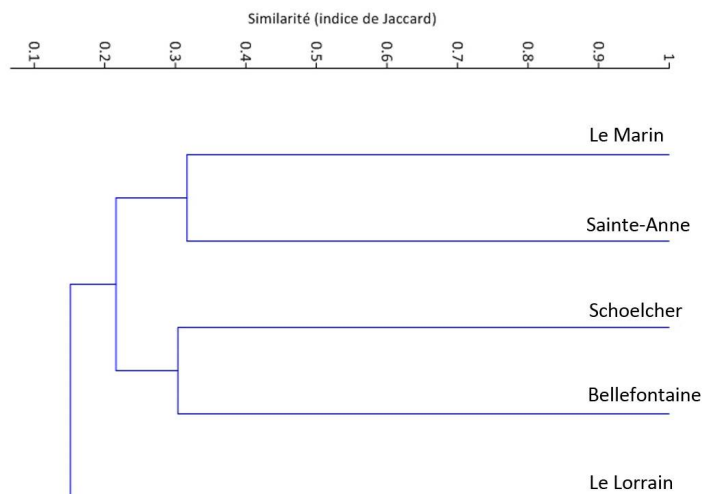 Similarité (indice de Jaccard)
0.1 0.2 0.3 0.4 0.5 0.6 0.7 0.8 0.9 1
Le Marin
Sainte-Anne
Schoelcher
Bellefontaine
Le Lorrain